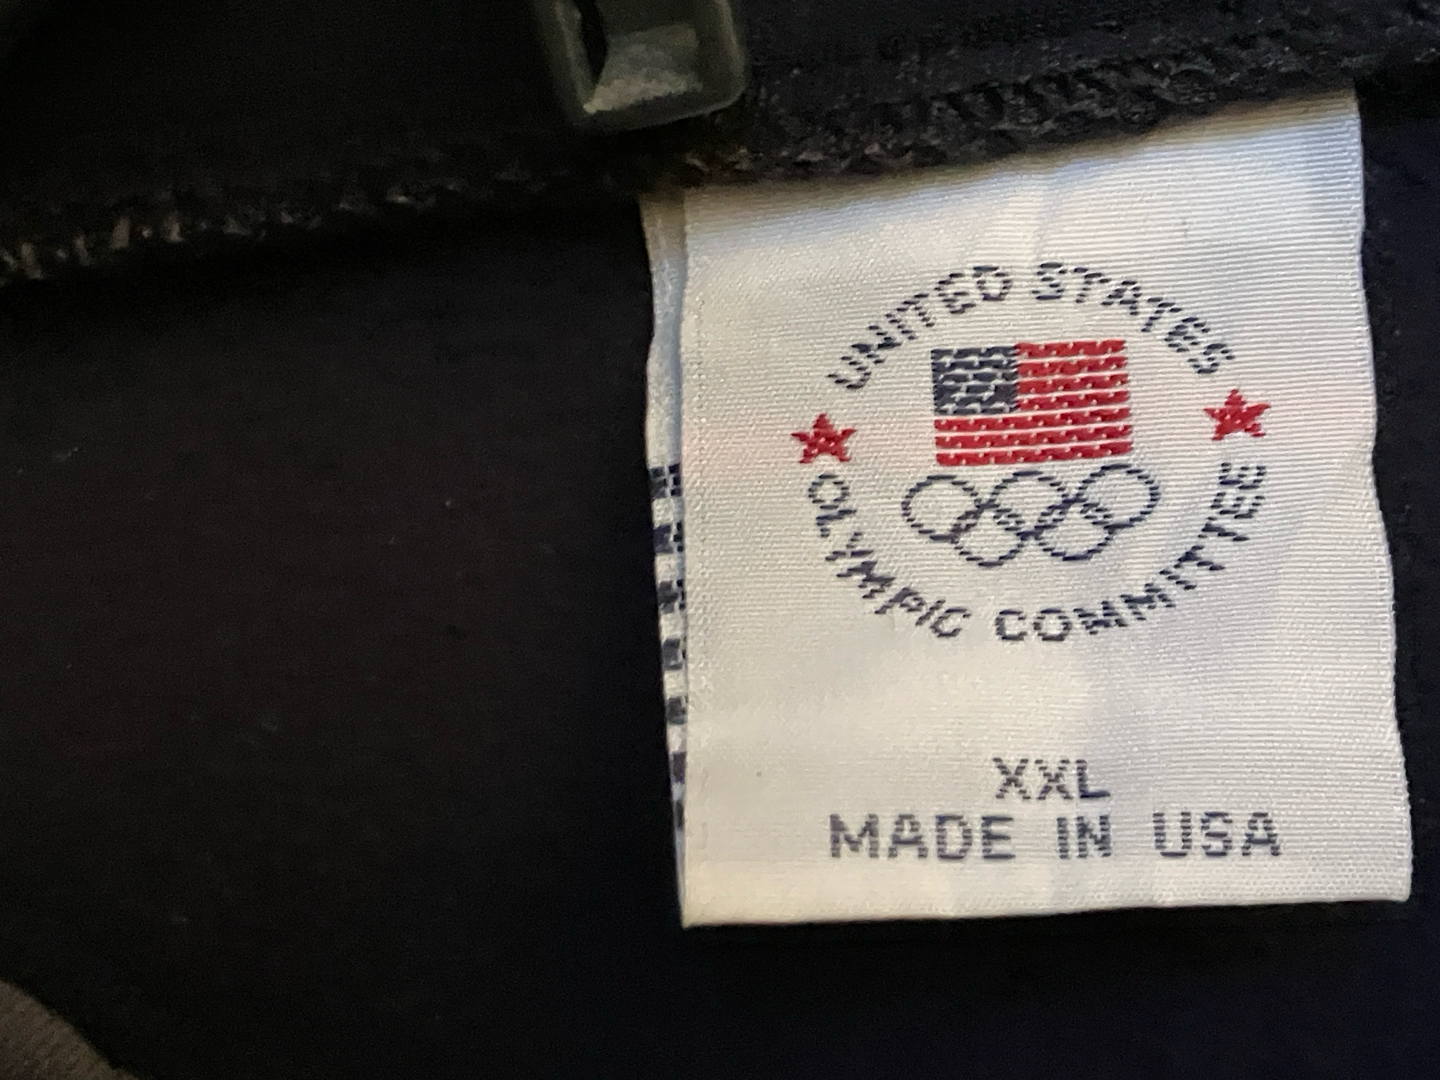 UNITED STATES
OLYMPIC COMMITTEE
XXL
MADE IN USA